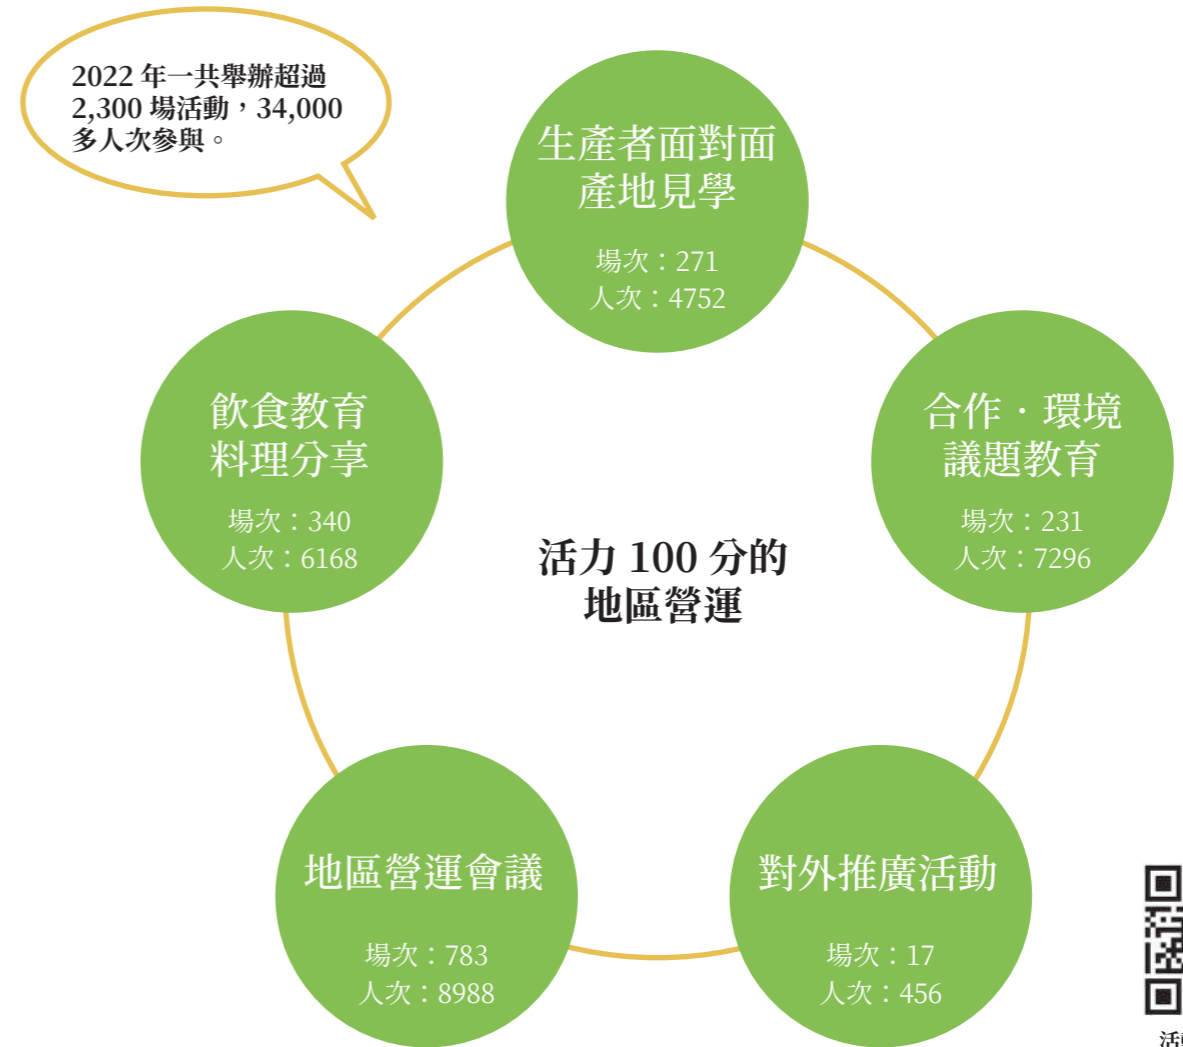 2022 年一共舉辦超過
2,300 場活動，34,000
多人次參與。
生產者面對面
產地見學
場次：271
人次：4752
飲食教育
料理分享
場次：340
人次：6168
合作．環境
議題教育
場次：231
人次：7296
活力 100 分的
地區營運
地區營運會議
場次：783
人次：8988
對外推廣活動
場次：17
人次：456